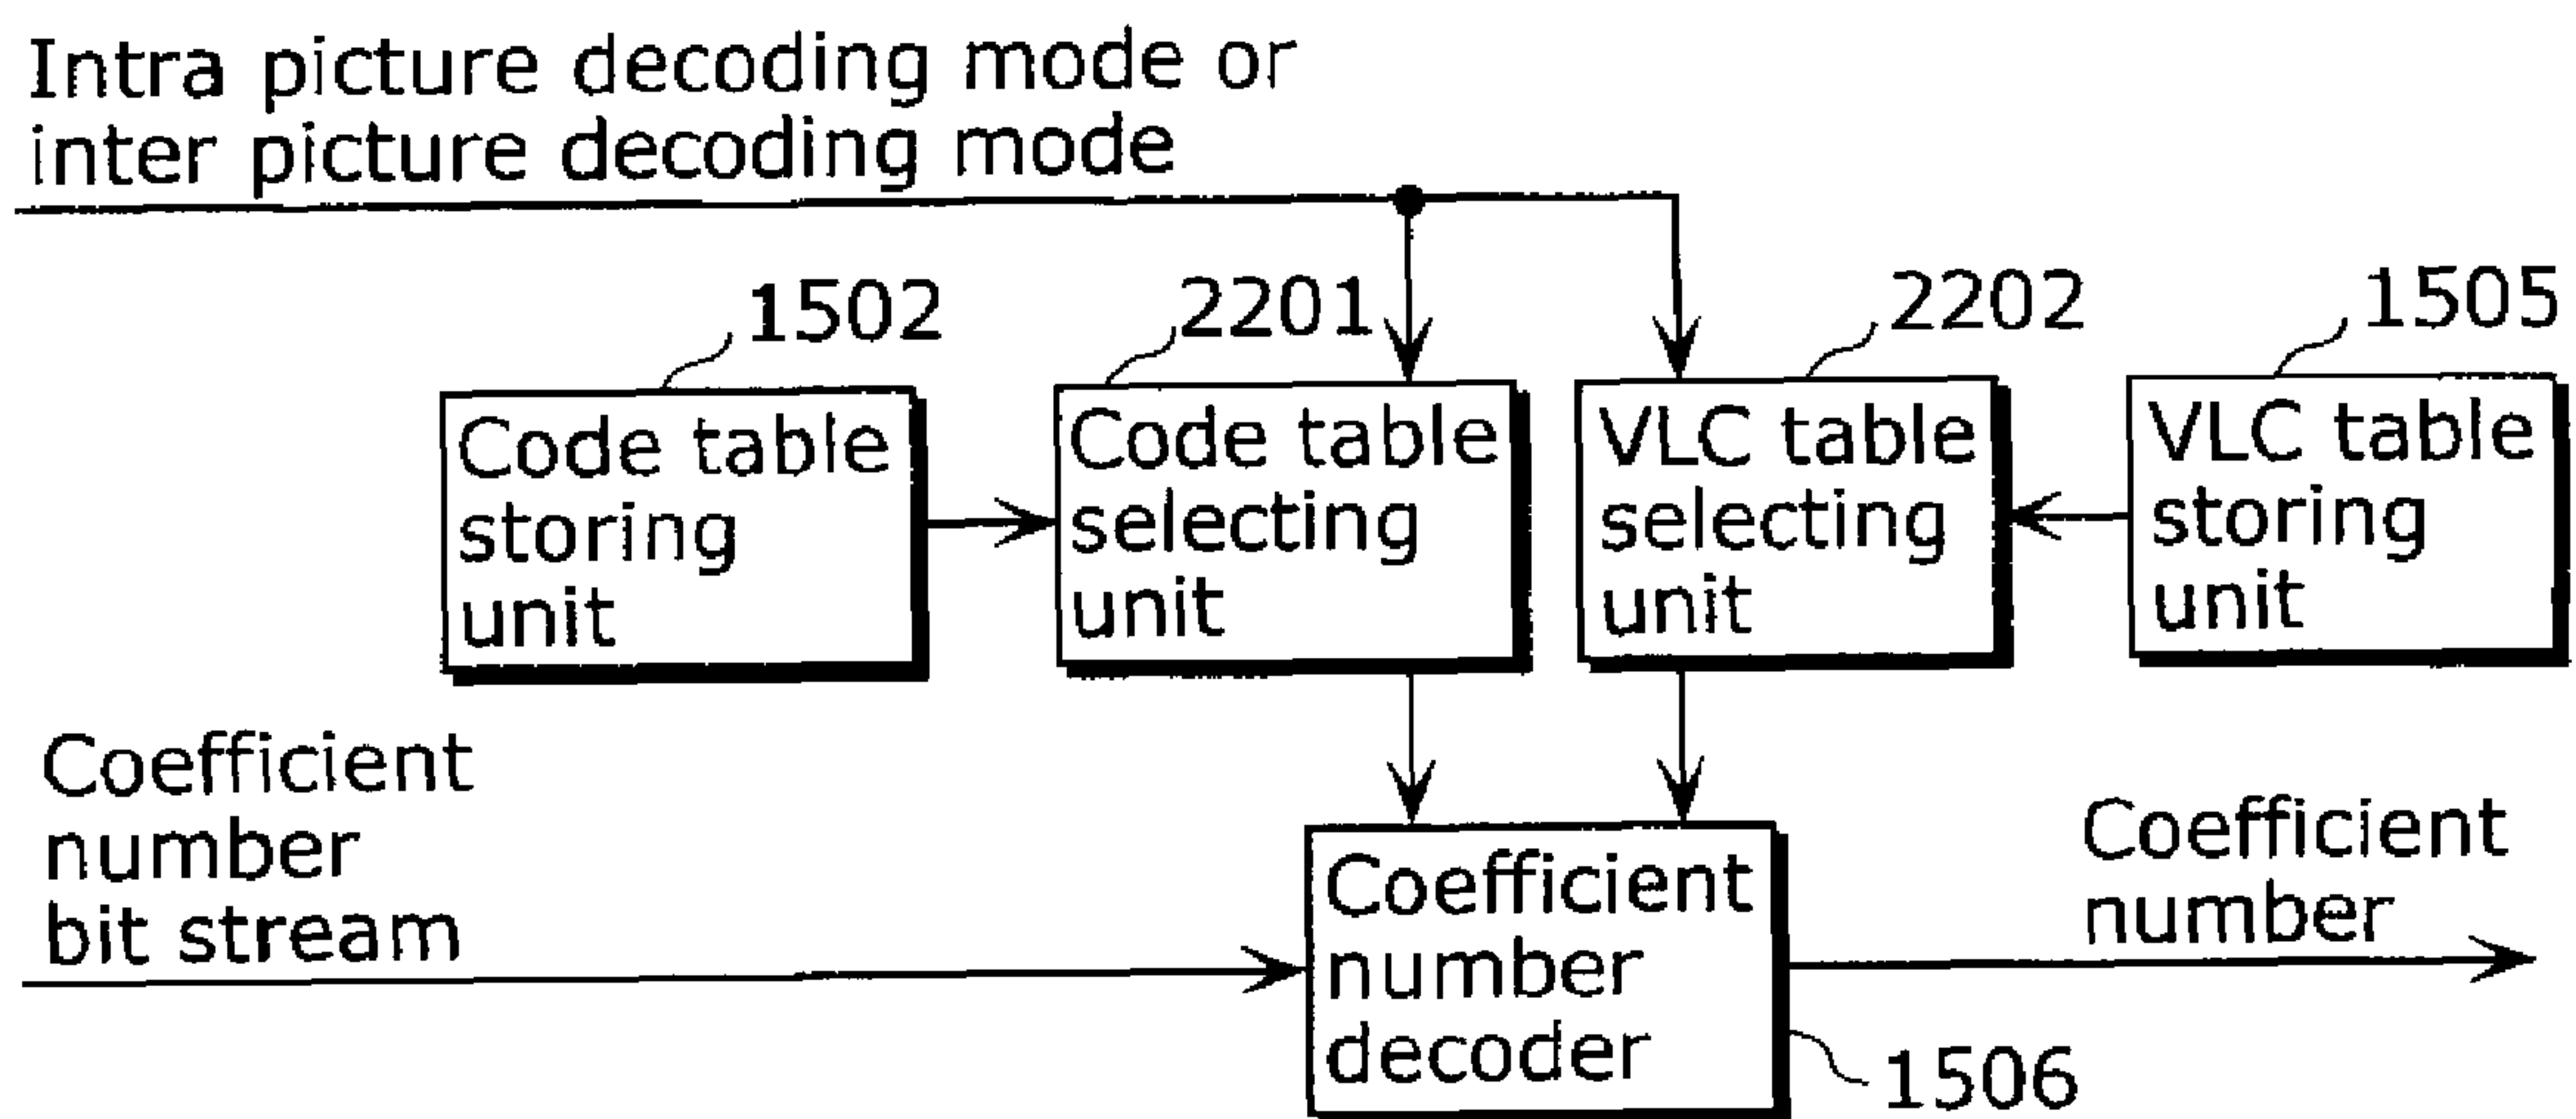 Intra picture decoding mode or
inter picture decoding mode
1502
2201
2202
1505
Code table
storing
unit
Code table
selecting
unit
VLC table
selecting
unit
VLC table
storing
unit
Coefficient
number
bit stream
Coefficient
number
decoder
Coefficient
number
1506